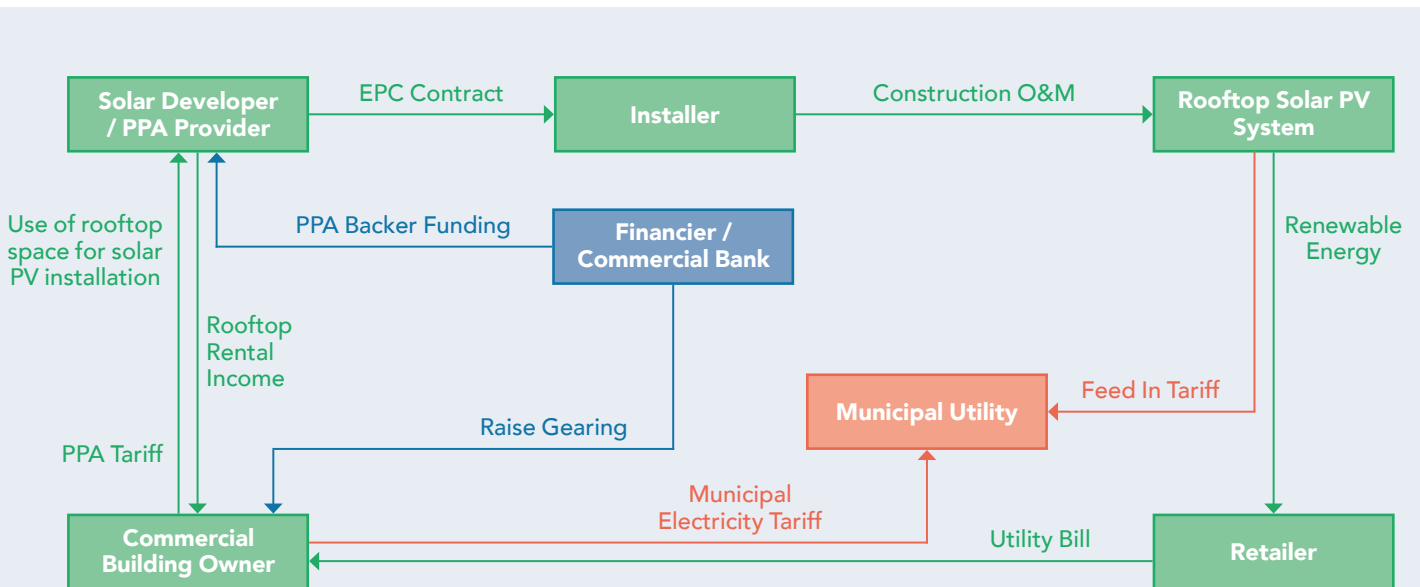 Solar Developer
/ PPA Provider
EPC Contract
Installer
Construction O&M
Rooftop Solar PV
System
Use of rooftop
space for solar
PV installation
PPA Backer Funding
Financier /
Commercial Bank
Renewable
Energy
Rooftop
Rental
Income
Municipal Utility
Feed In Tariff
PPA Tariff
Raise Gearing
Municipal
Electricity Tariff
Commercial
Building Owner
Utility Bill
Retailer